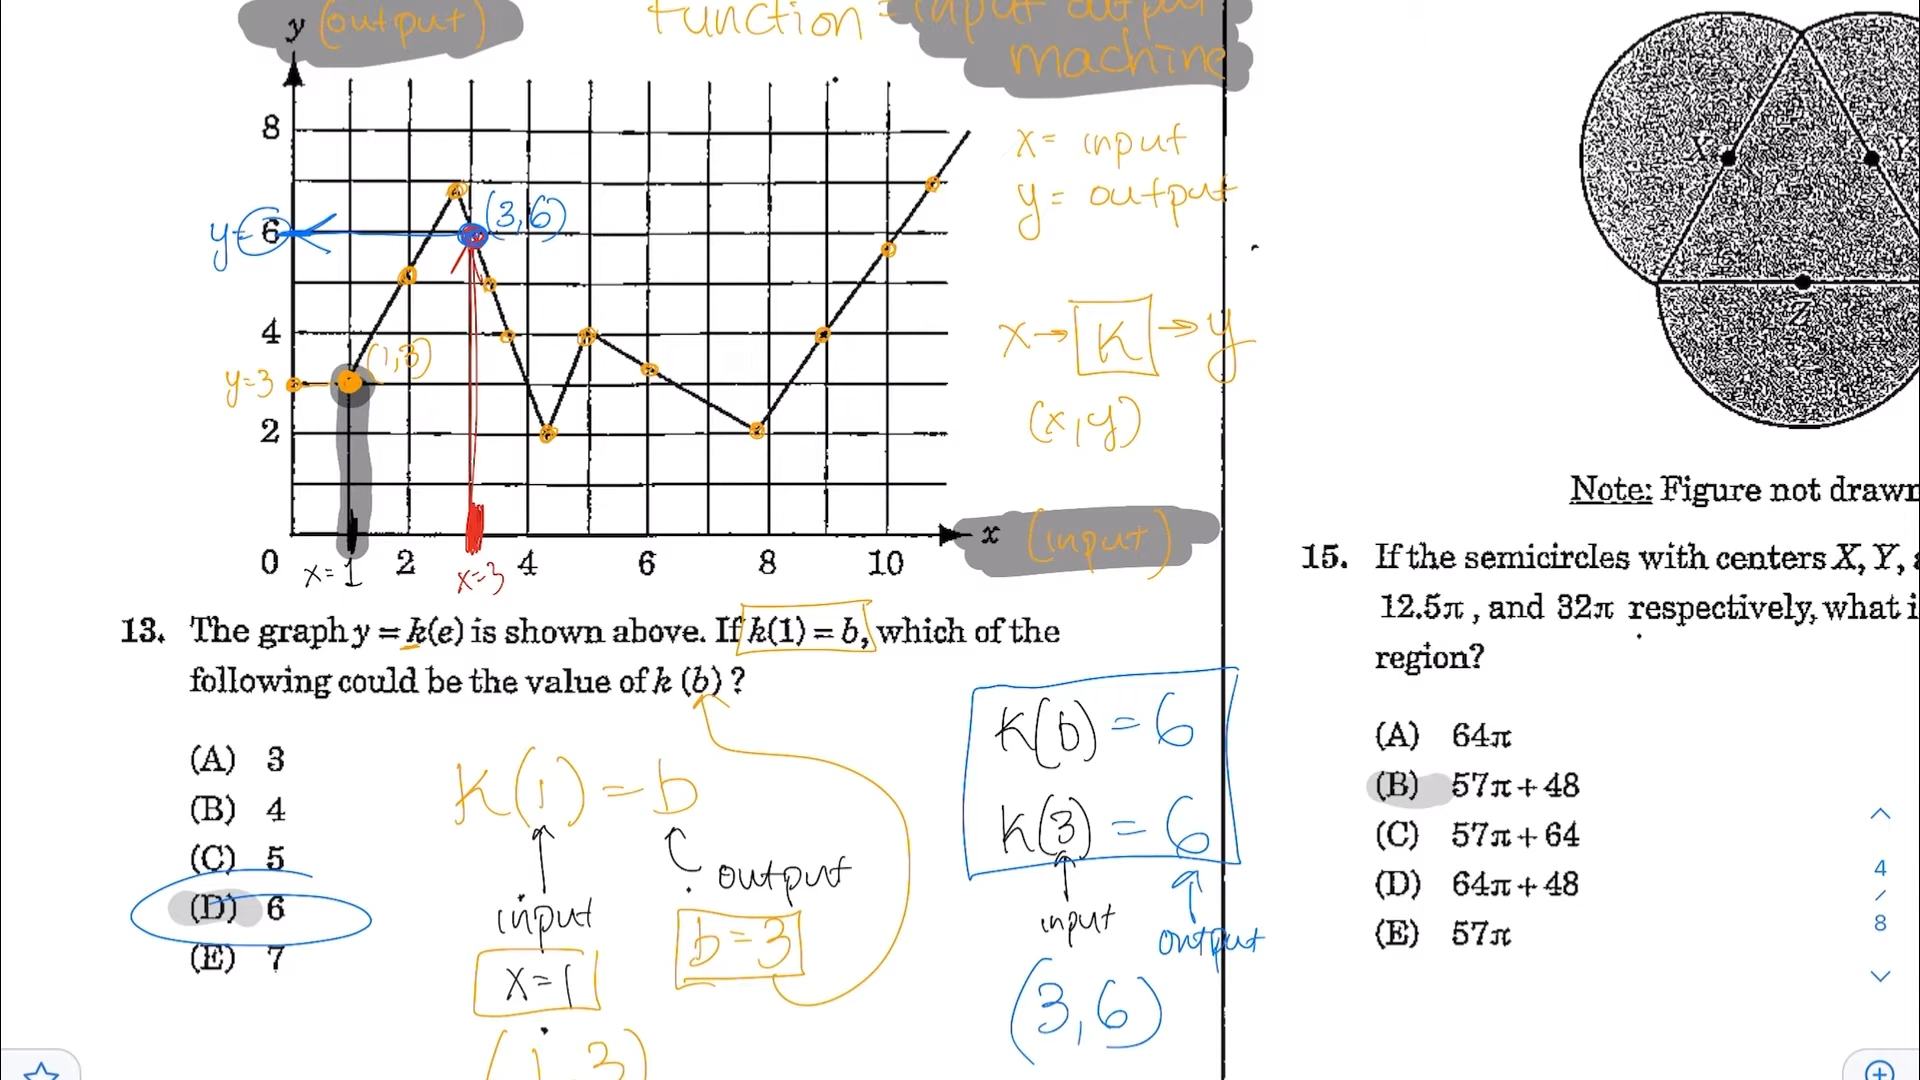 y (output)
Function = input output
machine
8
6
4
2
0
2
4
6
8
10
x (input)
y=6
(3,6)
(1,3)
y=3
x=1
x=3
x= input
y= output
x→ K → y
(x,y)
13. The graph y = k(e) is shown above. If k(1) = b, which of the
following could be the value of k (b) ?
(A) 3
(B) 4
(C) 5
(D) 6
(E) 7
K(1) = b
input
output
x=1
b=3
(1,3)
K(b) = 6
K(3) = 6
input
output
(3,6)
X
Y
Z
Note: Figure not drawn
15. If the semicircles with centers X, Y,
12.5π , and 32π respectively, what i
region?
(A) 64π
(B) 57π + 48
(C) 57π + 64
(D) 64π + 48
(E) 57π
4
/
8